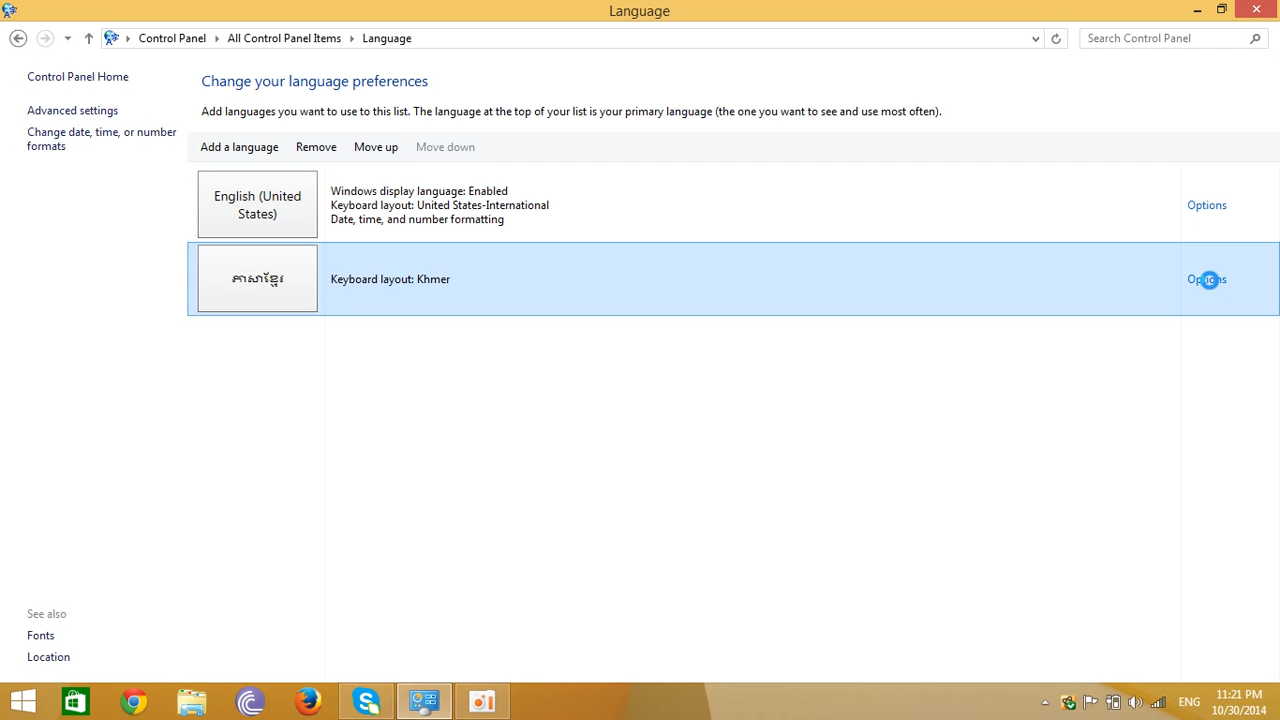 Language
Control Panel
All Control Panel Items
Language
Search Control Panel
Control Panel Home
Advanced settings
Change date, time, or number
formats
See also
Fonts
Location
Change your language preferences
Add languages you want to use to this list. The language at the top of your list is your primary language (the one you want to see and use most often).
Add a language
Remove
Move up
Move down
English (United
States)
Windows display language: Enabled
Keyboard layout: United States-International
Date, time, and number formatting
Options
ភាសាខ្មែរ
Keyboard layout: Khmer
Options
ENG
11:21 PM
10/30/2014